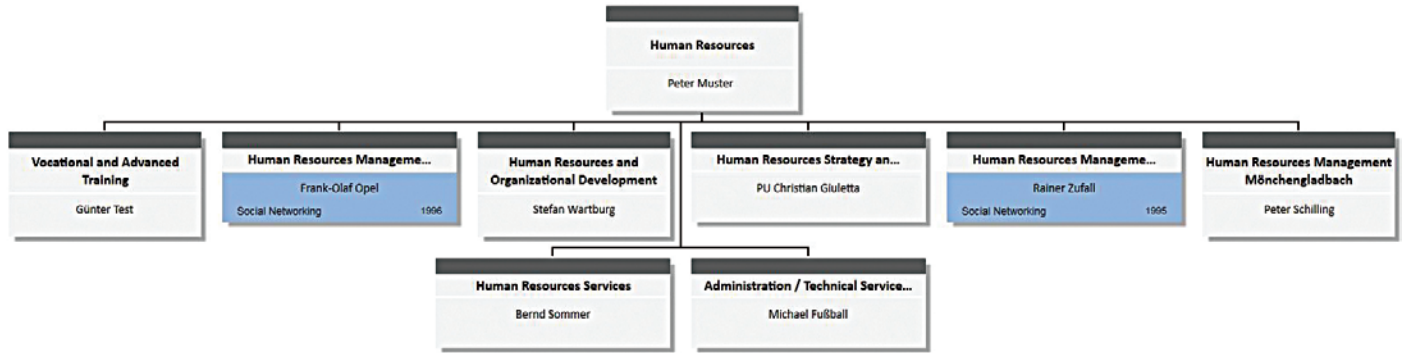 Human Resources
Peter Muster
Vocational and Advanced
Training
Günter Test
Human Resources Manageme...
Frank-Olaf Opel
Social Networking 1996
Human Resources and
Organizational Development
Stefan Wartburg
Human Resources Strategy an...
PU Christian Giuletta
Human Resources Manageme...
Rainer Zufall
Social Networking 1995
Human Resources Management
Mönchengladbach
Peter Schilling
Human Resources Services
Bernd Sommer
Administration / Technical Service...
Michael Fußball